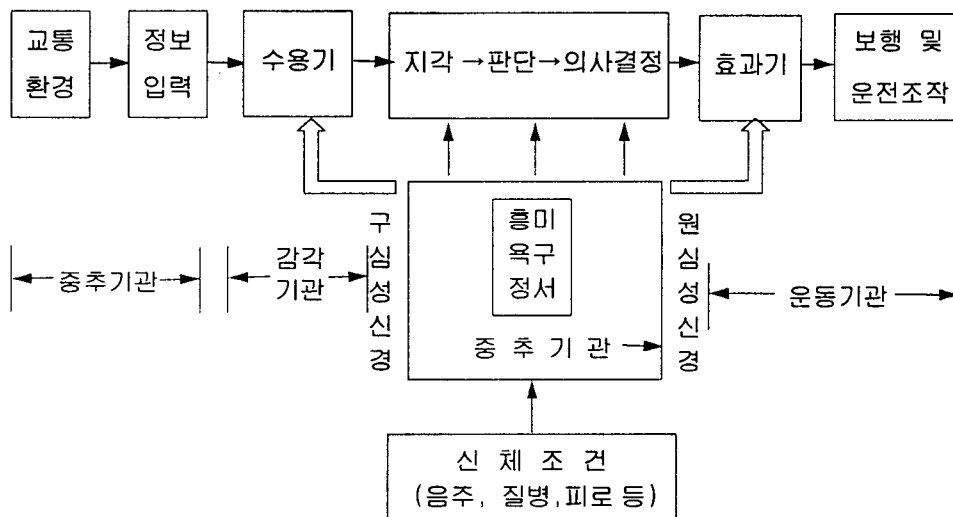 교통
환경
정보
입력
수용기
지각→판단→의사결정
효과기
보행 및
운전조작
구심성신경
흥미
욕구
정서
원심성신경
중추기관
감각
기관
중추기관
운동기관
신체조건
(음주, 질병,피로 등)